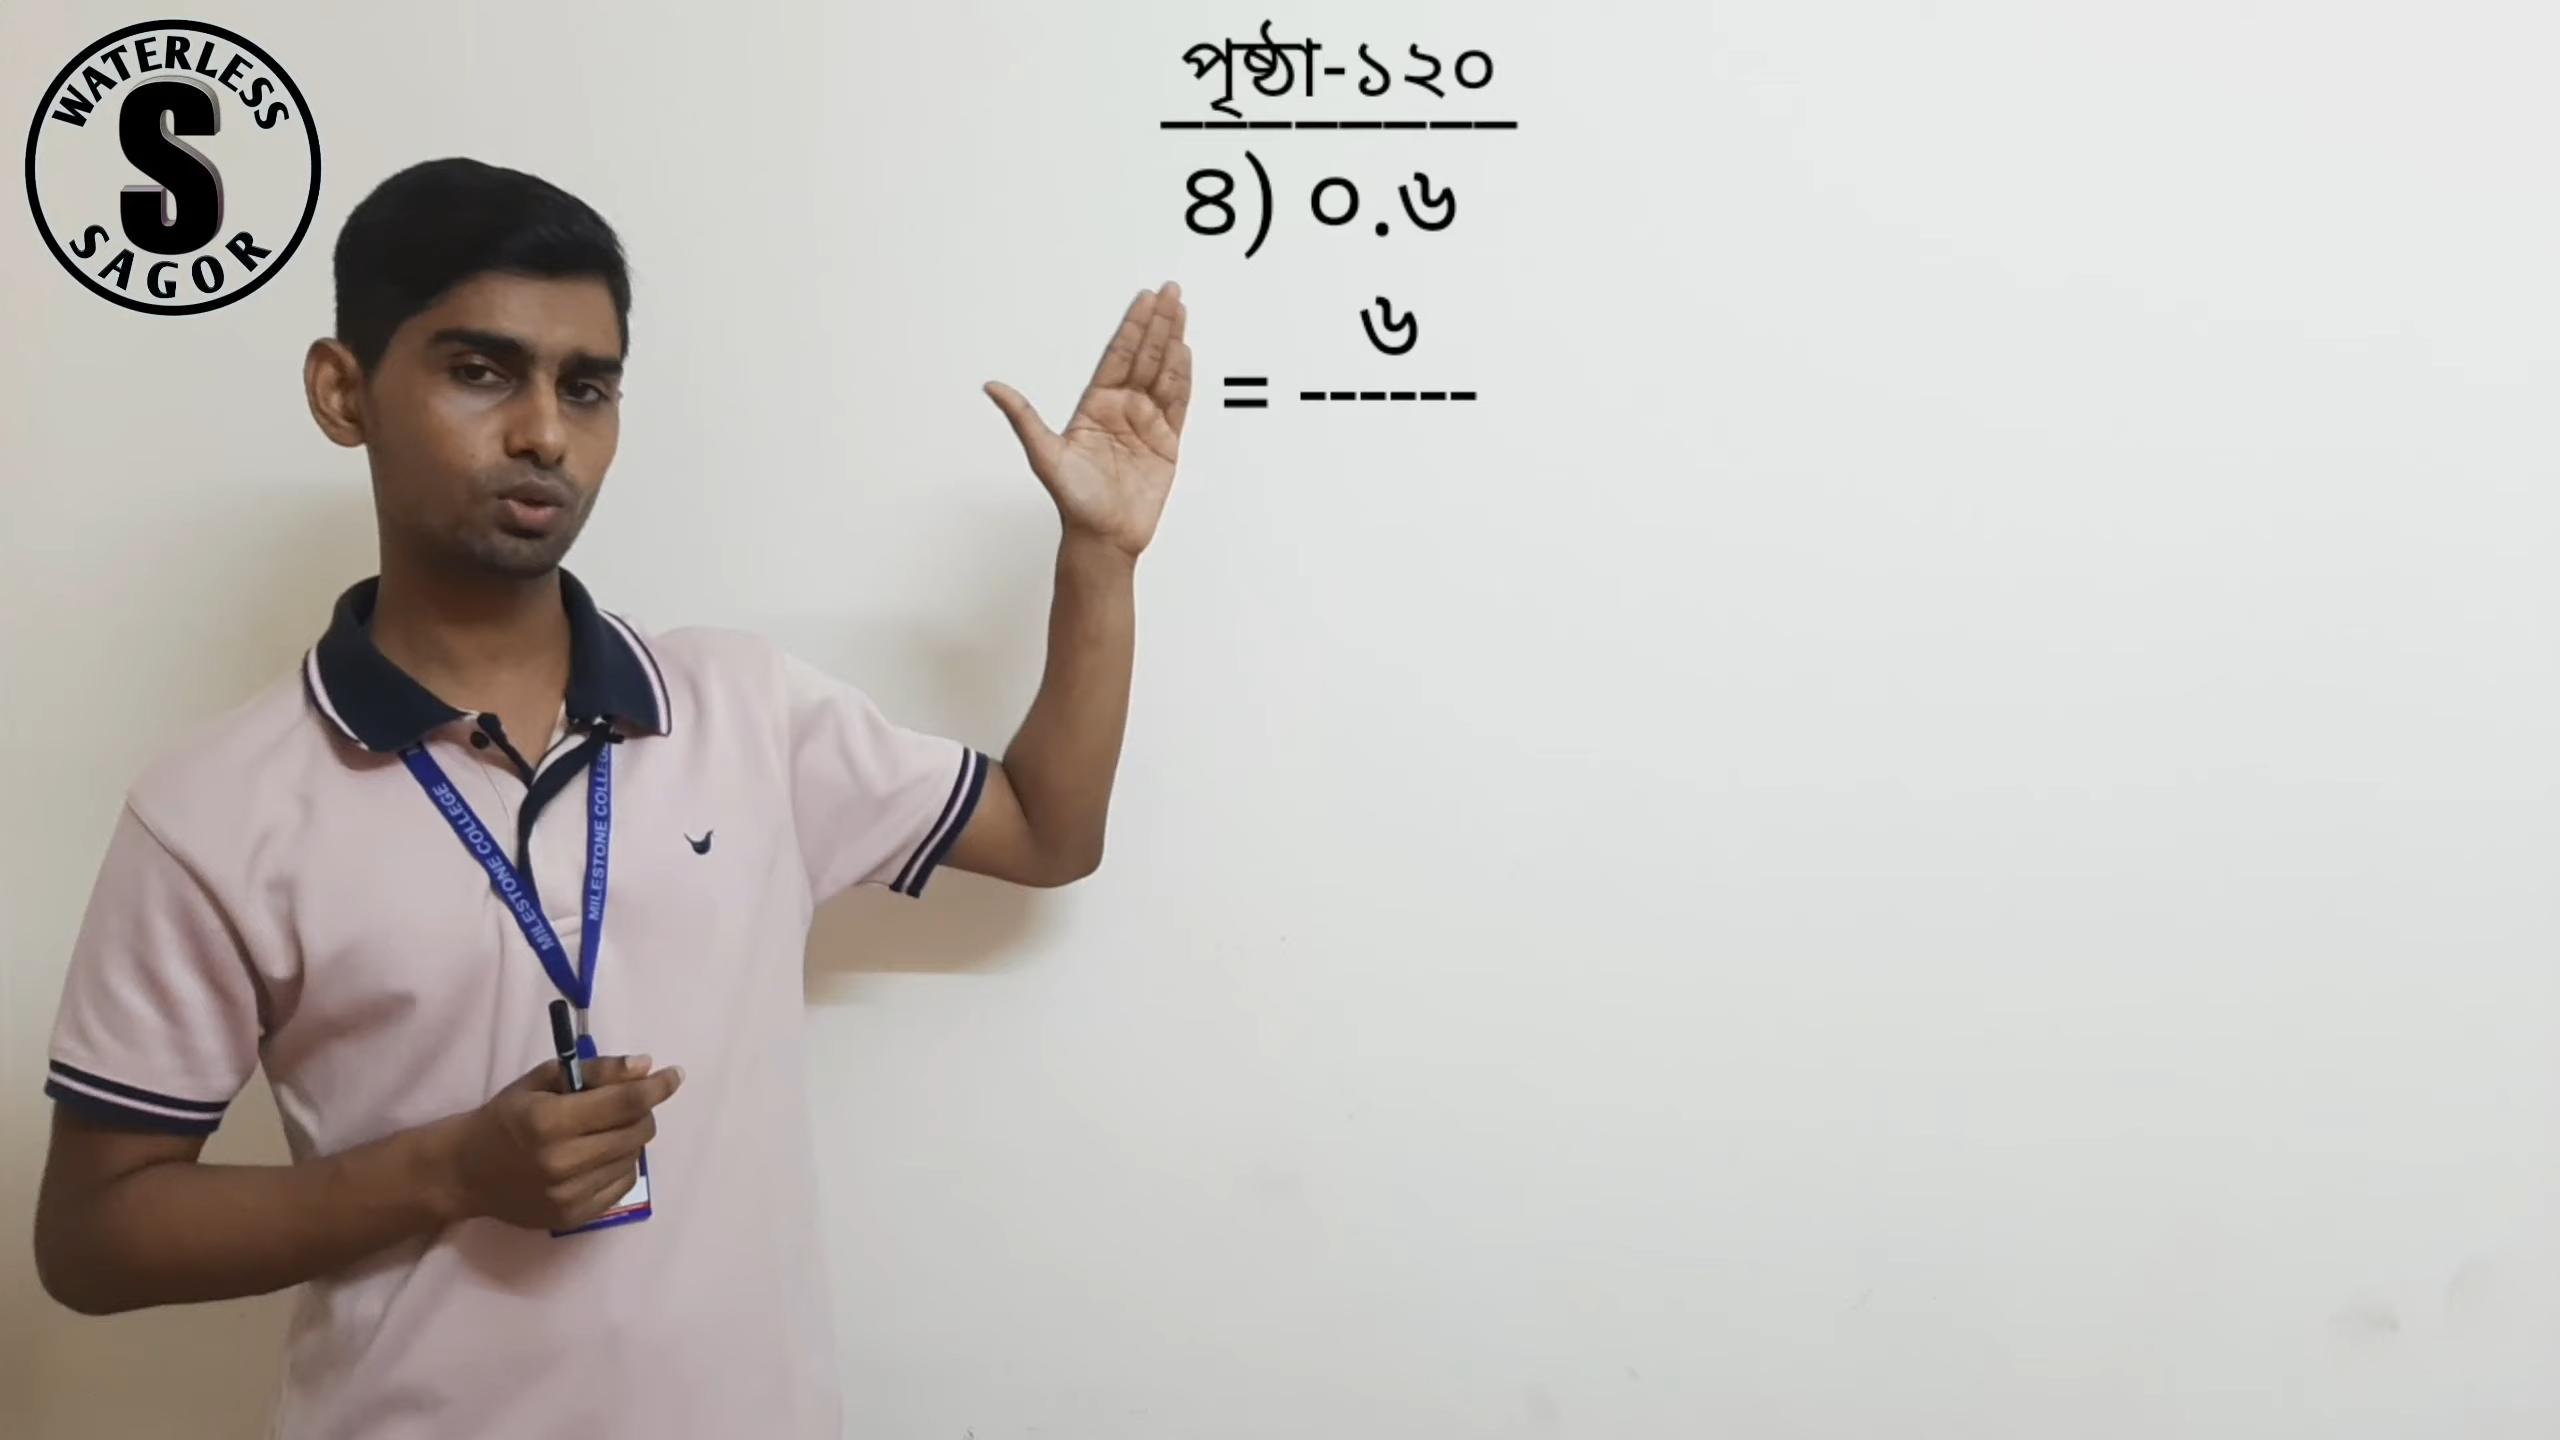 WATERLESS
S
SAGOR
পৃষ্ঠা-১২০
---------
৪) ০.৬
৬
= ------
MILESTONE COLLEGE
MILESTONE COLLEGE